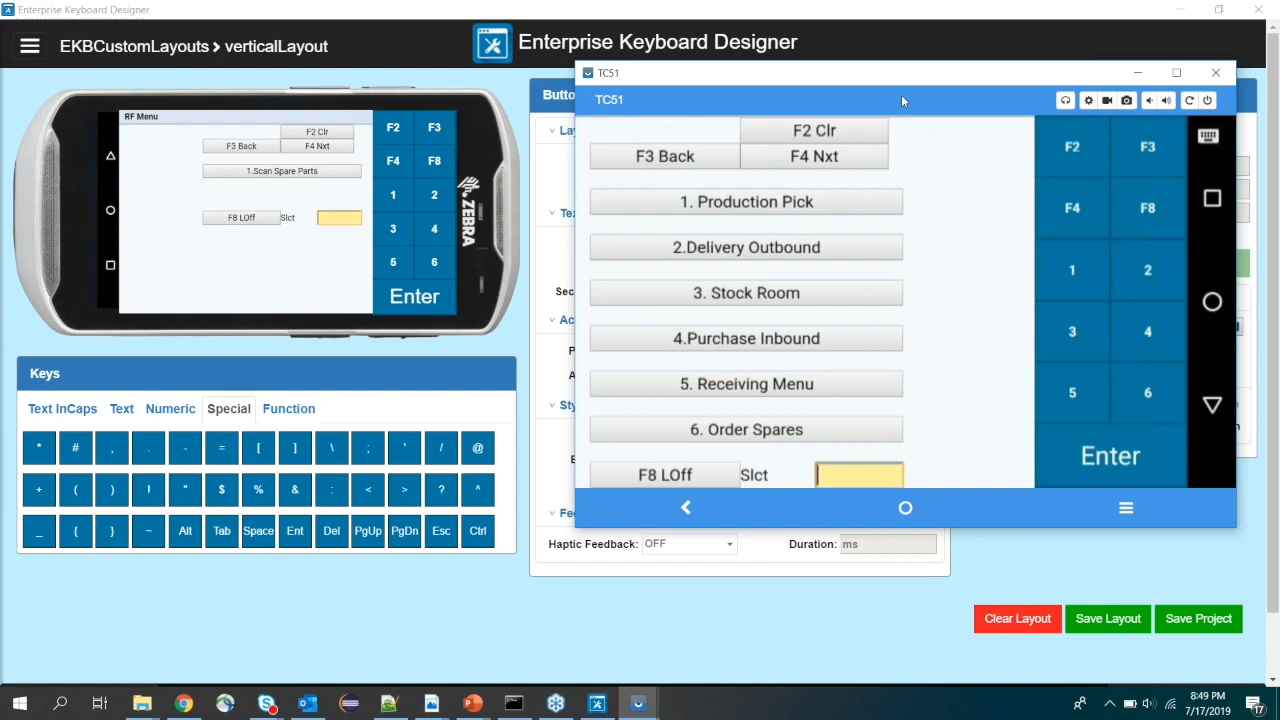 Enterprise Keyboard Designer
EKBCustomLayouts > verticalLayout
Enterprise Keyboard Designer
RF Menu
F2 Clr
F3 Back
F4 Nxt
1.Scan Spare Parts
F8 LOff
Slct
F2 F3
F4 F8
1 2
3 4
5 6
Enter
ZEBRA
Keys
Text InCaps Text Numeric Special Function
* # , . - = [ ] \ ; ' / @
+ ( ) ! " $ % & : < > ? ^
_ { } ~ Alt Tab Space Ent Del PgUp PgDn Esc Ctrl
TC51
TC51
F2 Clr
F3 Back
F4 Nxt
1. Production Pick
2.Delivery Outbound
3. Stock Room
4.Purchase Inbound
5. Receiving Menu
6. Order Spares
F8 LOff
Slct
F2 F3
F4 F8
1 2
3 4
5 6
Enter
Haptic Feedback: OFF
Duration: ms
Clear Layout
Save Layout
Save Project
8:49 PM
7/17/2019
17